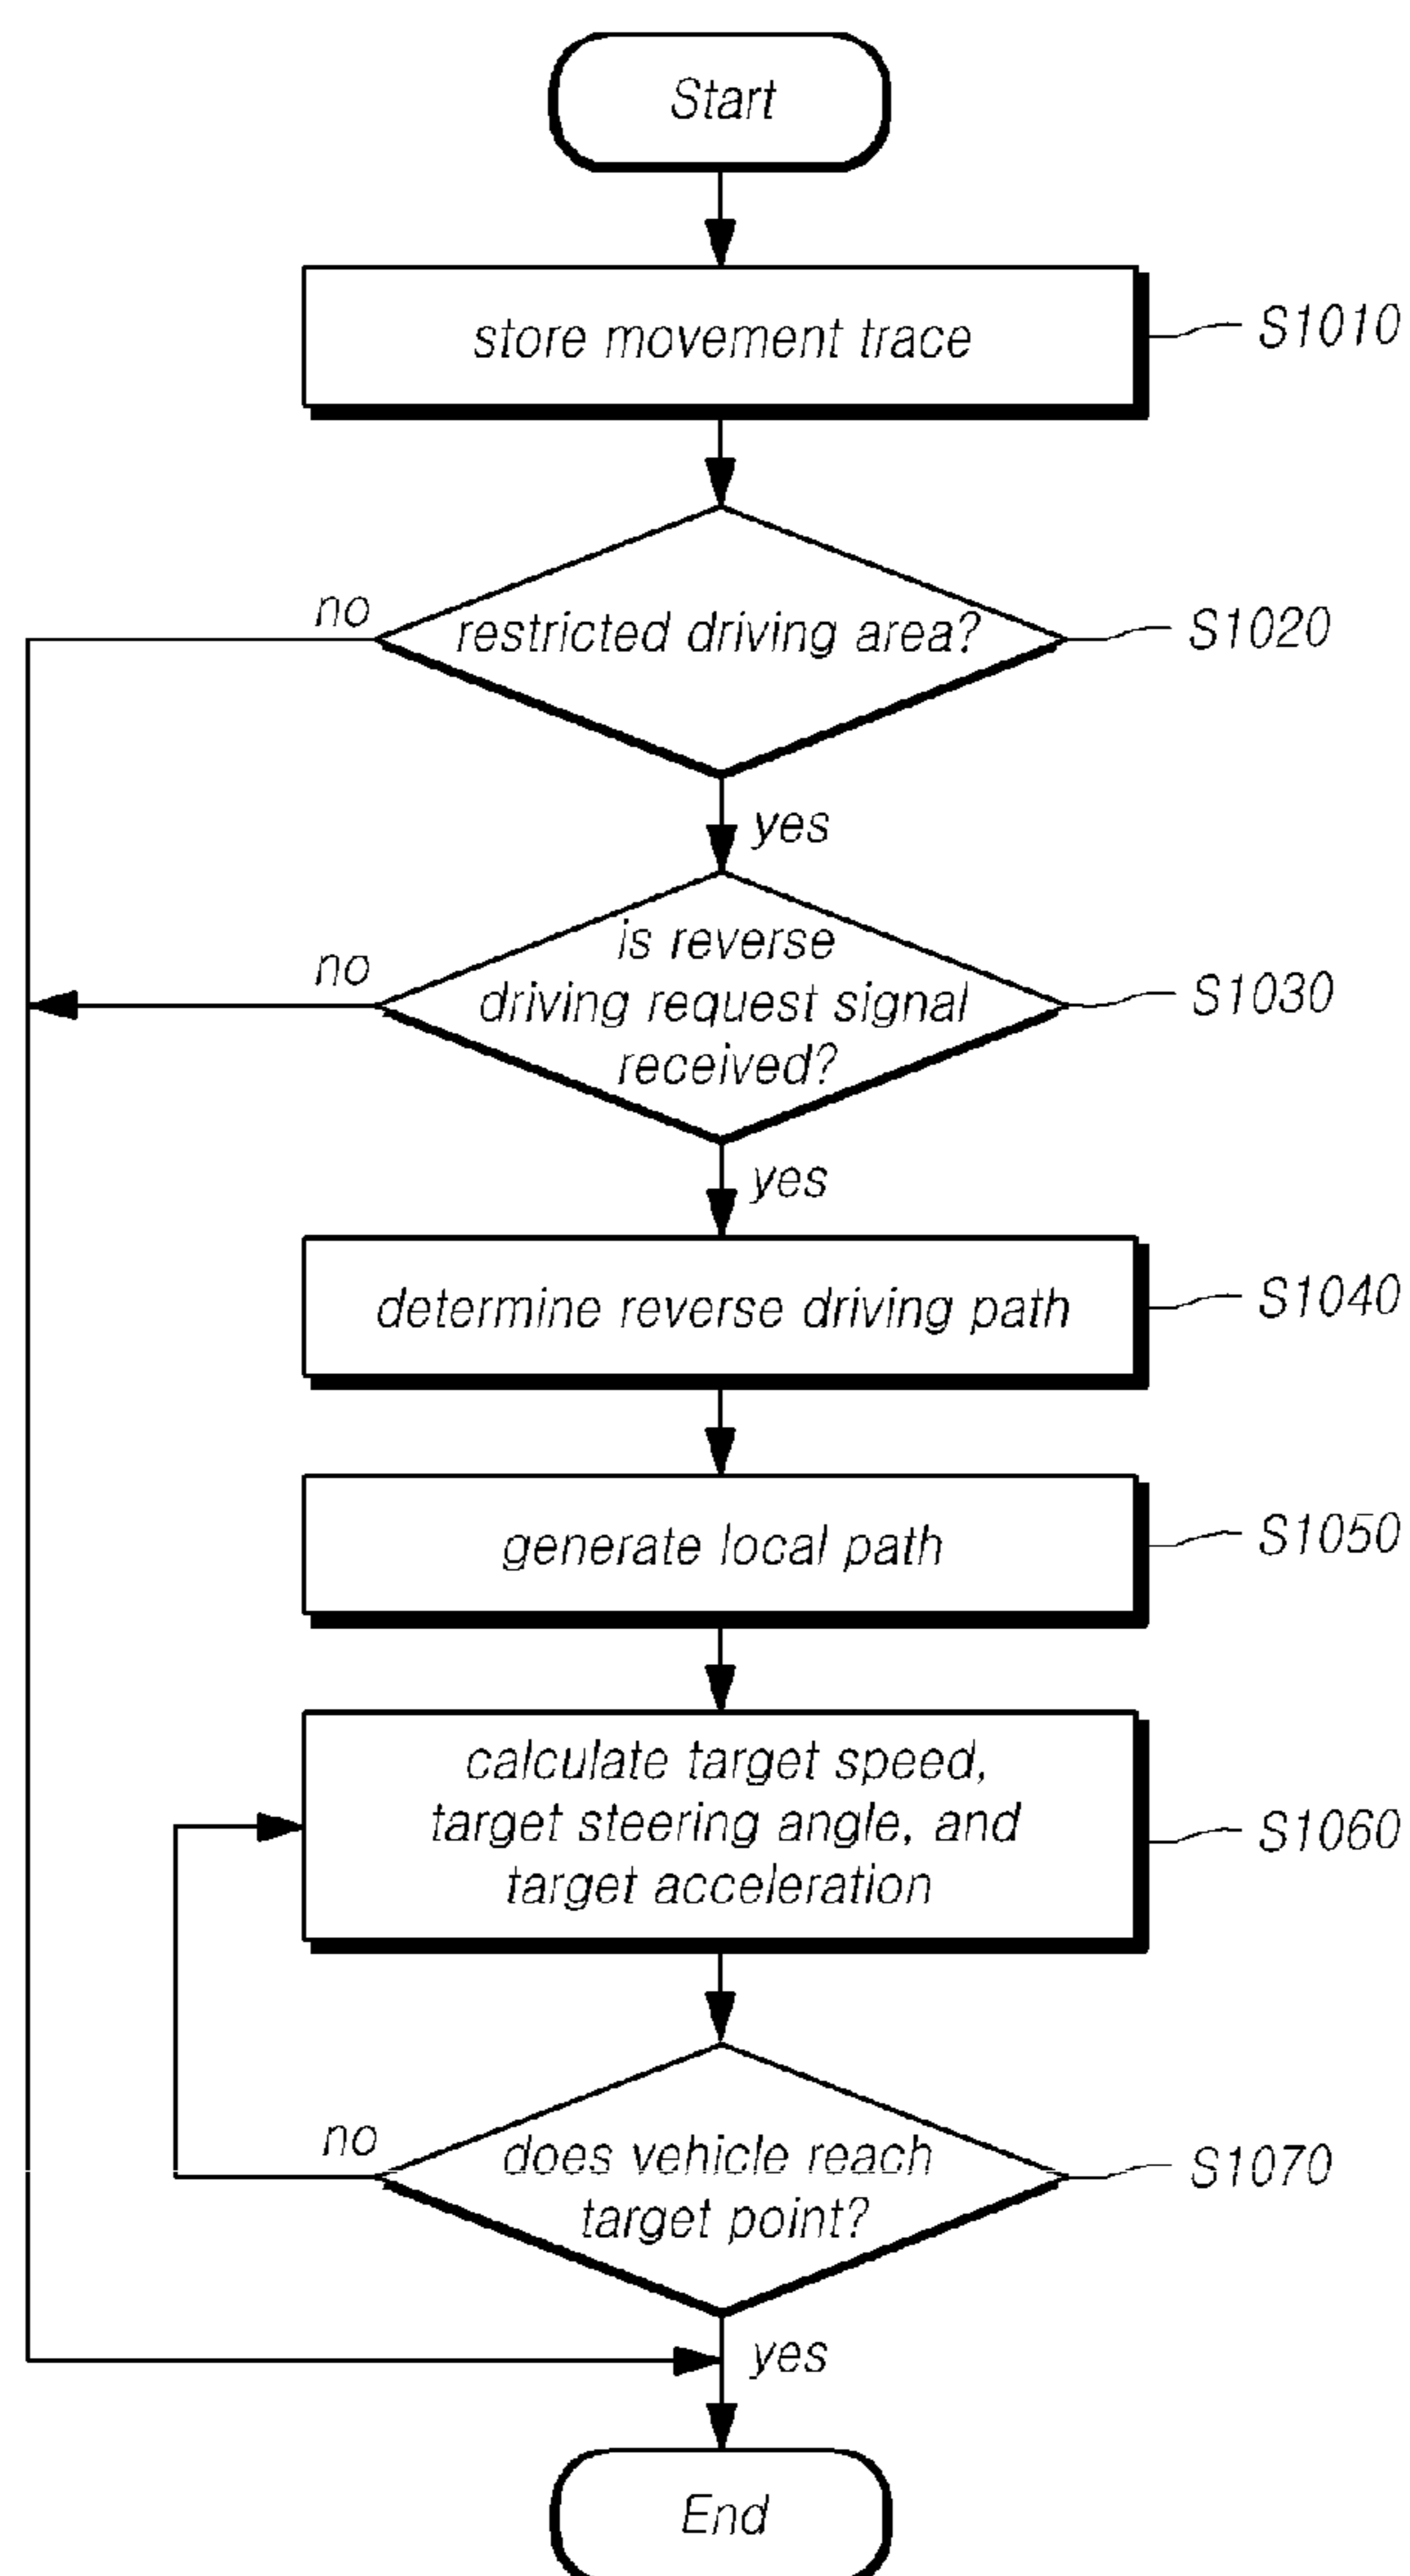 Start
store movement trace
S1010
restricted driving area?
S1020
no
yes
is reverse
driving request signal
received?
S1030
no
yes
determine reverse driving path
S1040
generate local path
S1050
calculate target speed,
target steering angle, and
target acceleration
S1060
does vehicle reach
target point?
S1070
no
yes
End